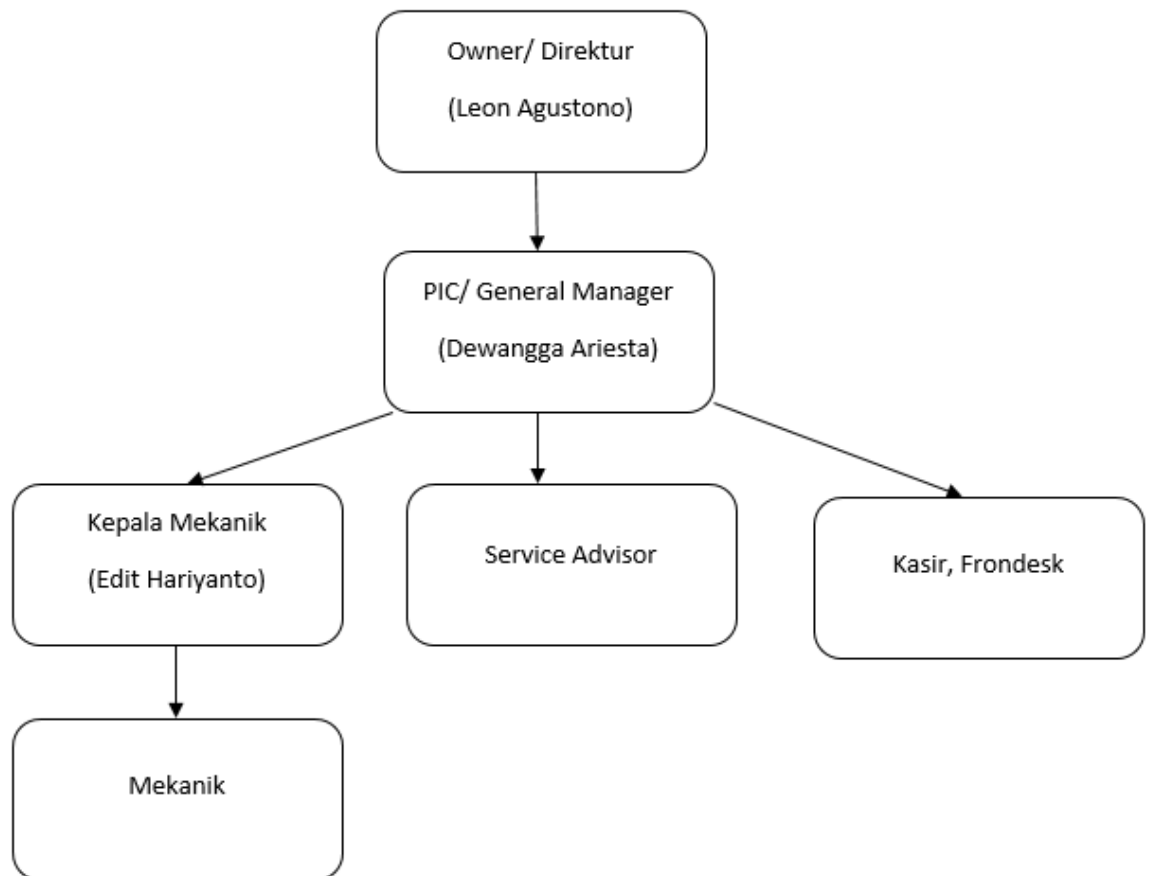 Owner/ Direktur
(Leon Agustono)
PIC/ General Manager
(Dewangga Ariesta)
Kepala Mekanik
(Edit Hariyanto)
Service Advisor
Kasir, Frondesk
Mekanik